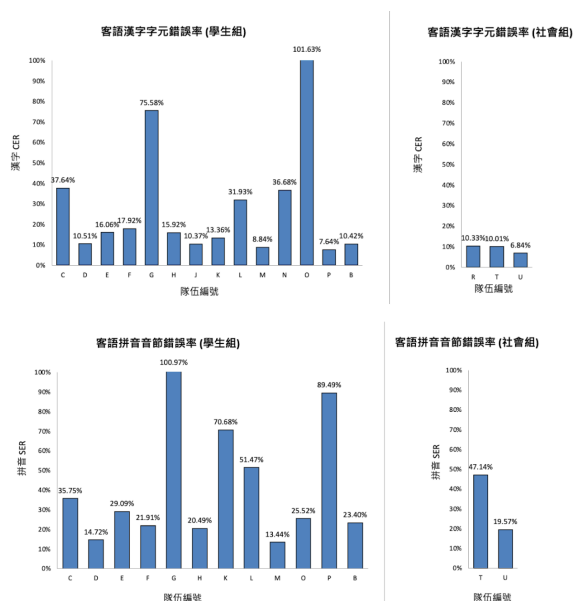 客語漢字字元錯誤率 (學生組)
漢字 CER
100%
90%
80%
70%
60%
50%
40%
30%
20%
10%
0%
37.64% 10.51% 16.06% 17.92% 75.58% 15.92% 10.37% 13.36% 31.93% 8.84% 36.68% 101.63% 7.64% 10.42%
C D E F G H J K L M N O P B
隊伍編號
客語漢字字元錯誤率 (社會組)
漢字 CER
100%
90%
80%
70%
60%
50%
40%
30%
20%
10%
0%
10.33% 10.01% 6.84%
R T U
隊伍編號
客語拼音音節錯誤率 (學生組)
拼音 SER
100%
90%
80%
70%
60%
50%
40%
30%
20%
10%
0%
35.75% 14.72% 29.09% 21.91% 100.97% 20.49% 70.68% 51.47% 13.44% 25.52% 89.49% 23.40%
C D E F G H K L M O P B
隊伍編號
客語拼音音節錯誤率 (社會組)
拼音 SER
100%
90%
80%
70%
60%
50%
40%
30%
20%
10%
0%
47.14% 19.57%
T U
隊伍編號